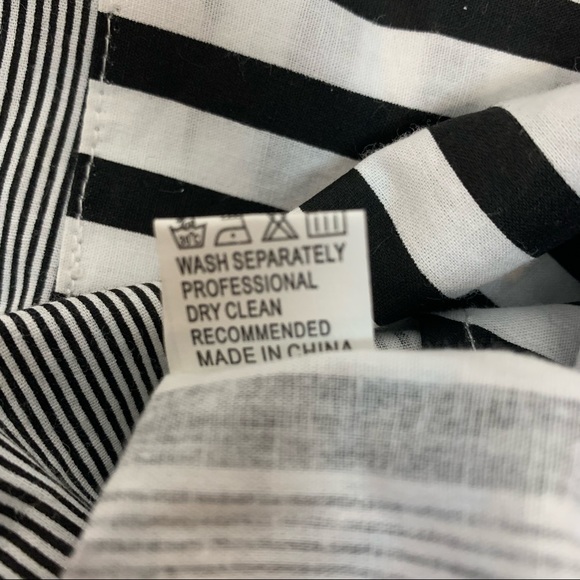 WASH SEPARATELY
PROFESSIONAL
DRY CLEAN
RECOMMENDED
MADE IN CHINA